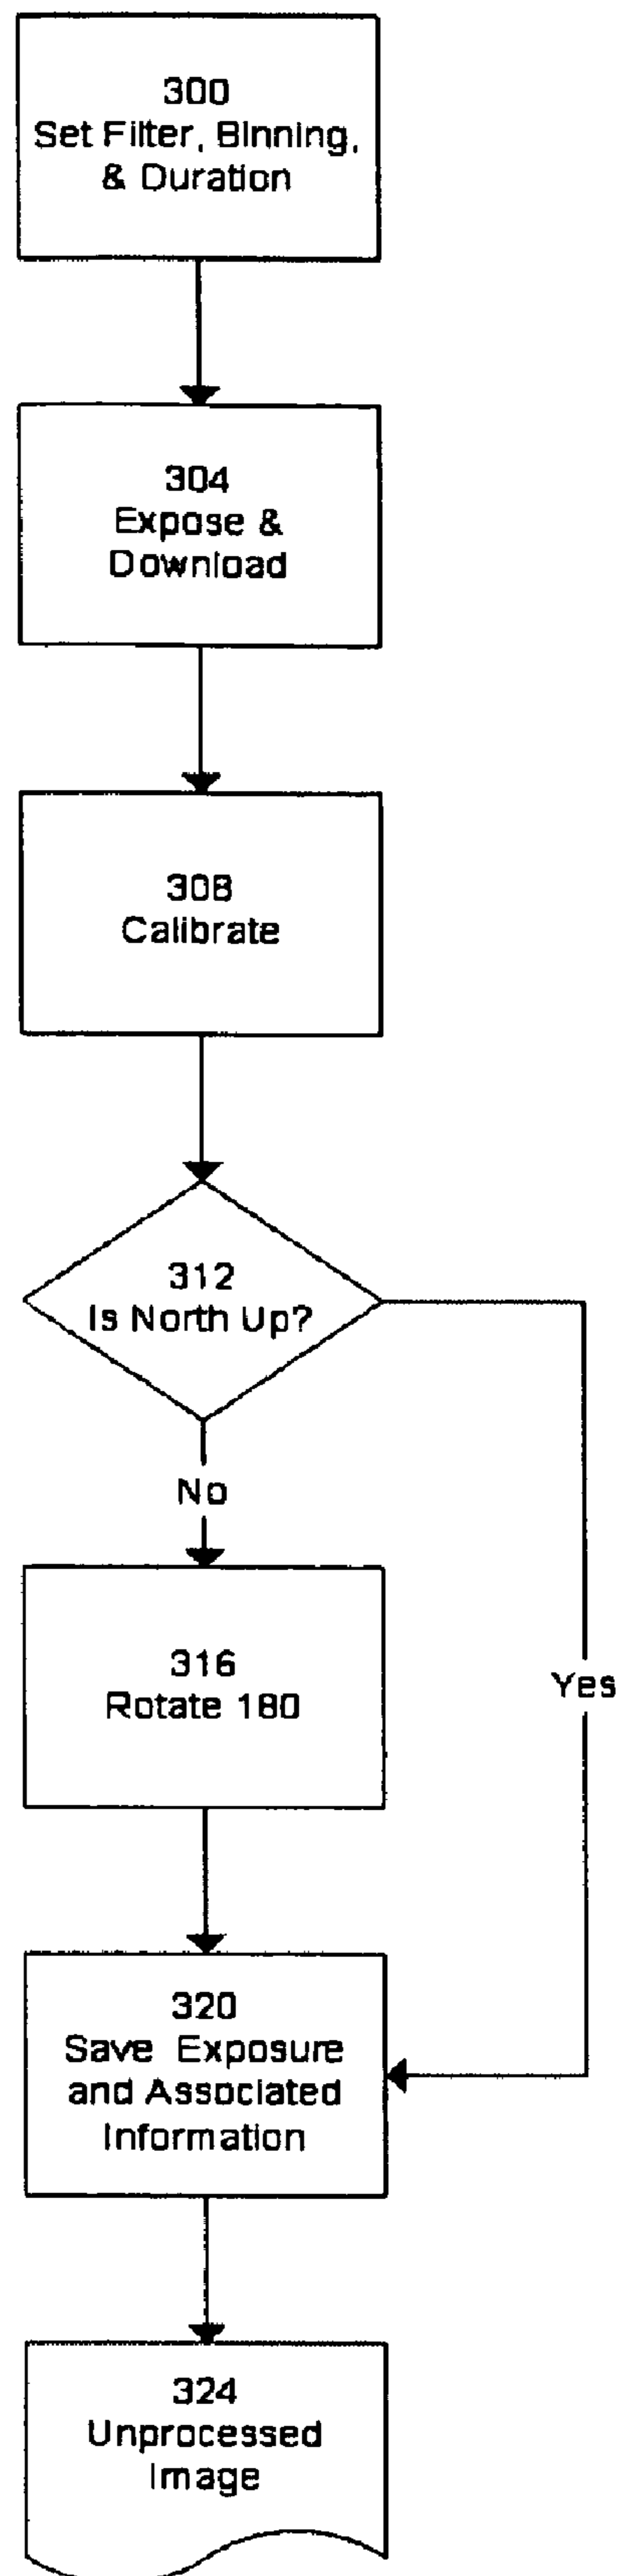 300
Set Filter, Binning,
& Duration
304
Expose &
Download
308
Calibrate
312
Is North Up?
No
316
Rotate 180
Yes
320
Save Exposure
and Associated
Information
324
Unprocessed
Image